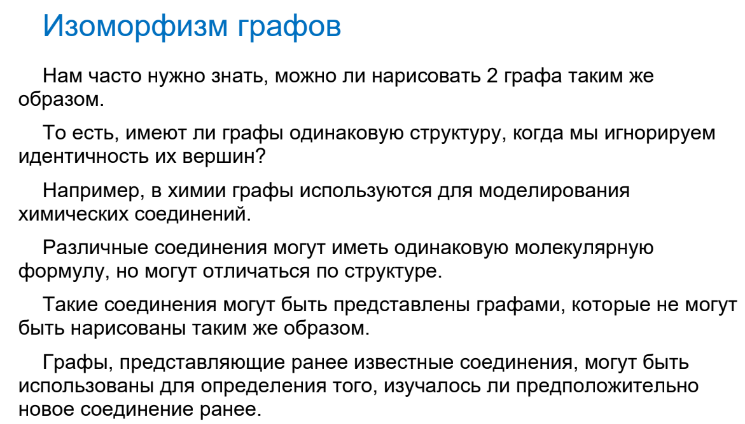 Изоморфизм графов
Нам часто нужно знать, можно ли нарисовать 2 графа таким же
образом.
То есть, имеют ли графы одинаковую структуру, когда мы игнорируем
идентичность их вершин?
Например, в химии графы используются для моделирования
химических соединений.
Различные соединения могут иметь одинаковую молекулярную
формулу, но могут отличаться по структуре.
Такие соединения могут быть представлены графами, которые не могут
быть нарисованы таким же образом.
Графы, представляющие ранее известные соединения, могут быть
использованы для определения того, изучалось ли предположительно
новое соединение ранее.